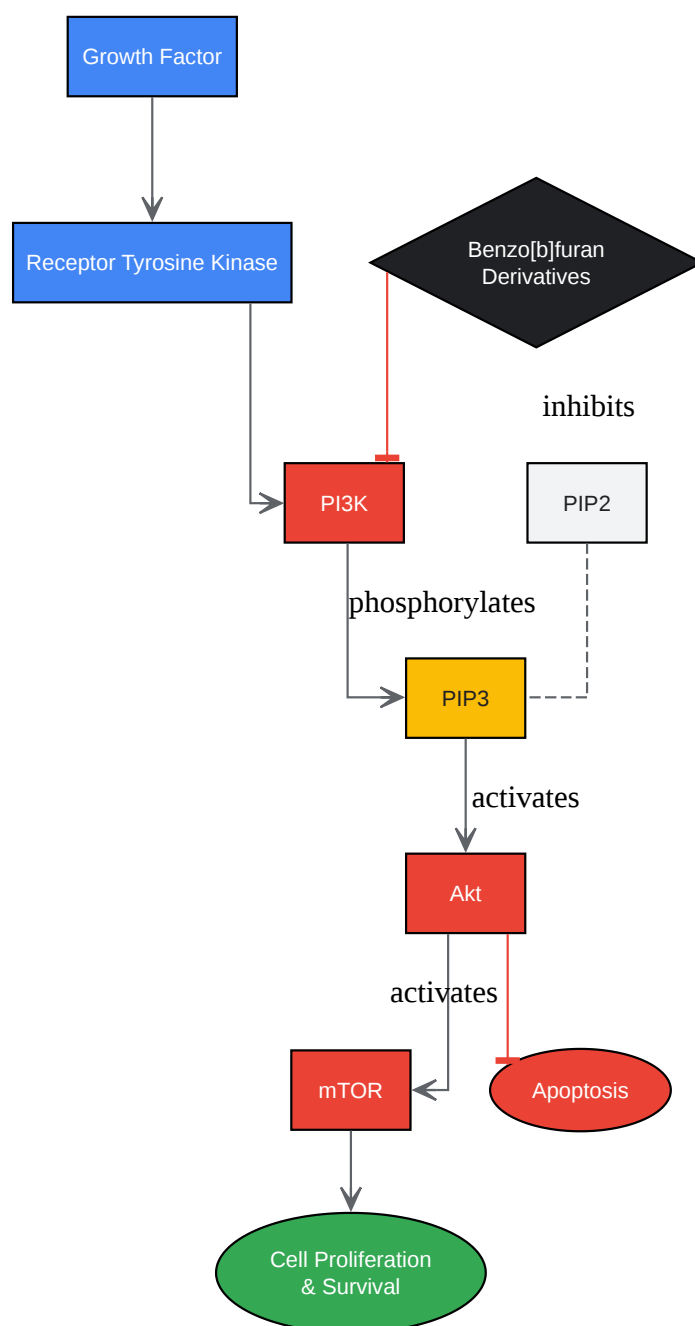 Growth Factor
Receptor Tyrosine Kinase
Benzo[b]furan
Derivatives
inhibits
PI3K
PIP2
phosphorylates
PIP3
activates
Akt
activates
mTOR
Apoptosis
Cell Proliferation
& Survival